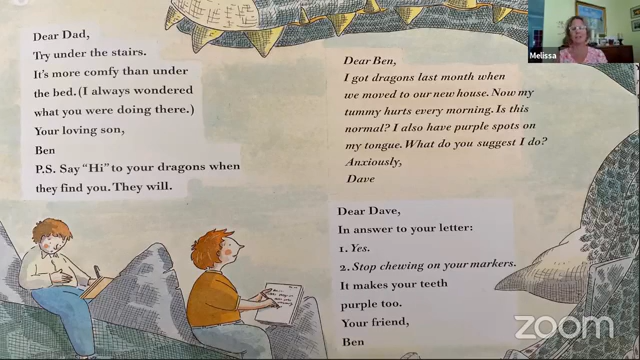 Dear Dad,
Try under the stairs.
It's more comfy than under
the bed. (I always wondered
what you were doing there.)
Your loving son,
Ben
P.S. Say "Hi" to your dragons when
they find you. They will.
Dear Ben,
I got dragons last month when
we moved to our new house. Now my
tummy hurts every morning. Is this
normal? I also have purple spots on
my tongue. What do you suggest I do?
Anxiously,
Dave
Dear Dave,
In answer to your letter:
1. Yes.
2. Stop chewing on your markers.
It makes your teeth
purple too.
Your friend,
Ben
Melissa
zoom